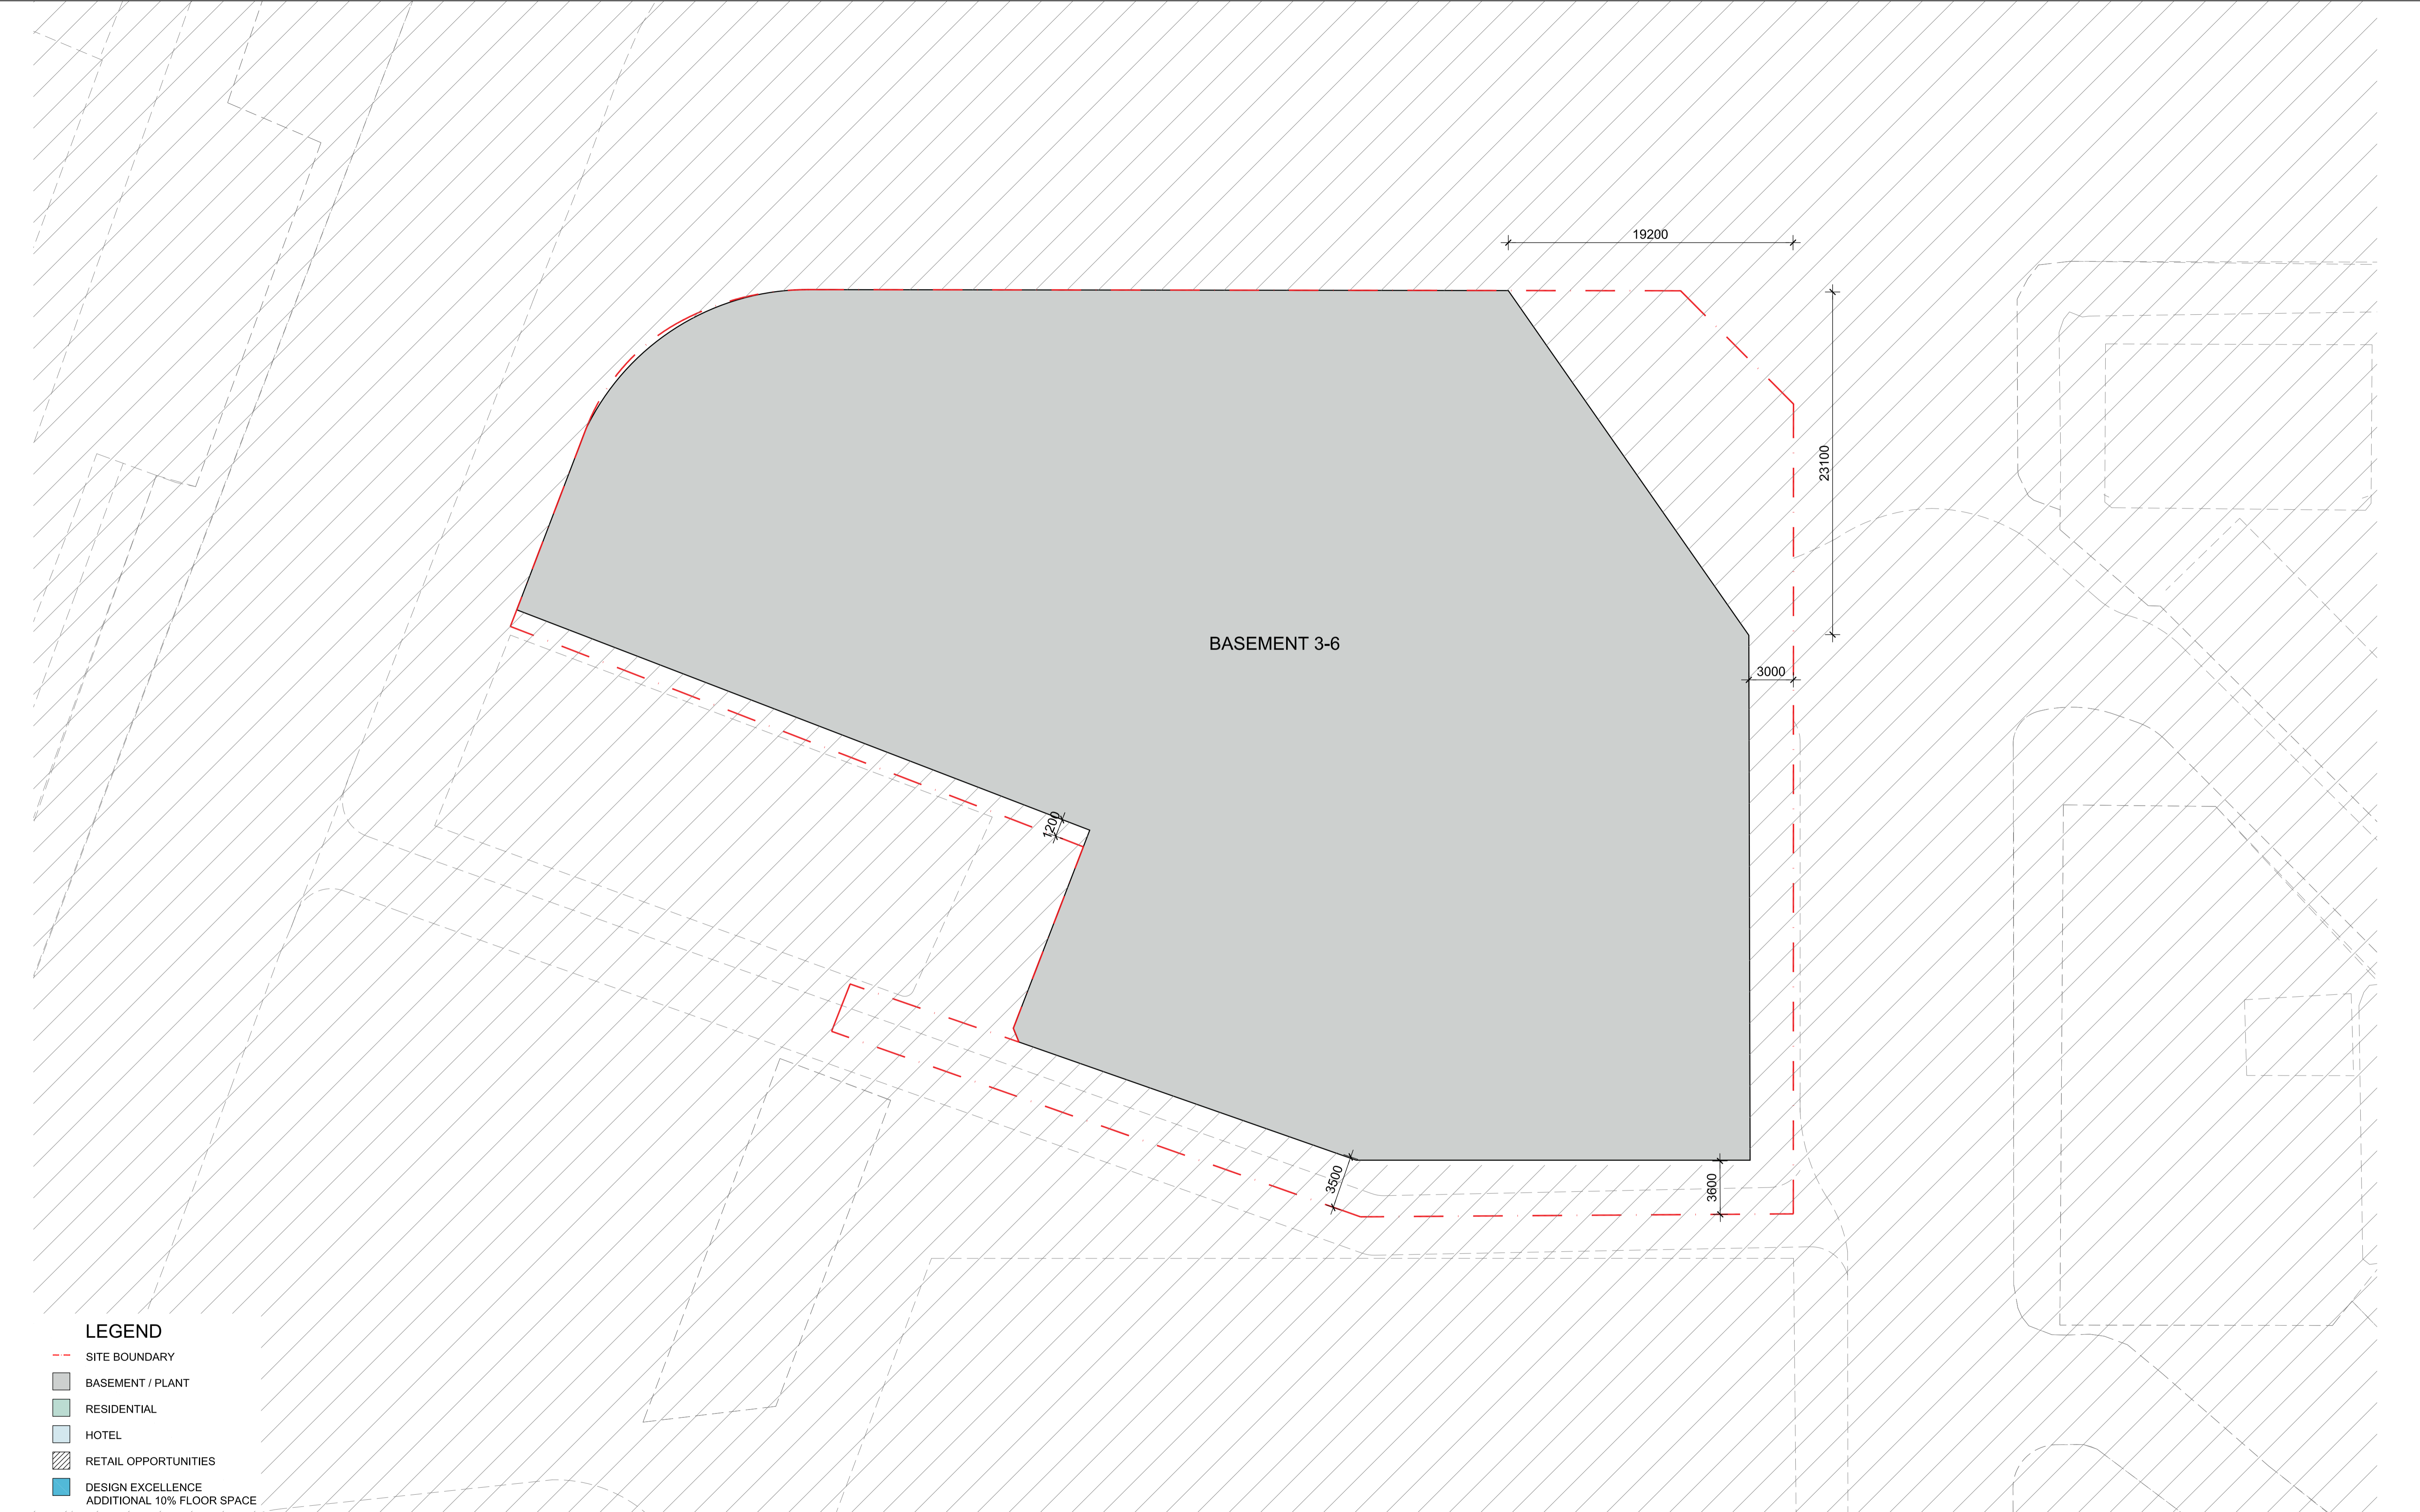 19200
23100
BASEMENT 3-6
3000
1200
3500
3600
LEGEND
SITE BOUNDARY
BASEMENT / PLANT
RESIDENTIAL
HOTEL
RETAIL OPPORTUNITIES
DESIGN EXCELLENCE
ADDITIONAL 10% FLOOR SPACE